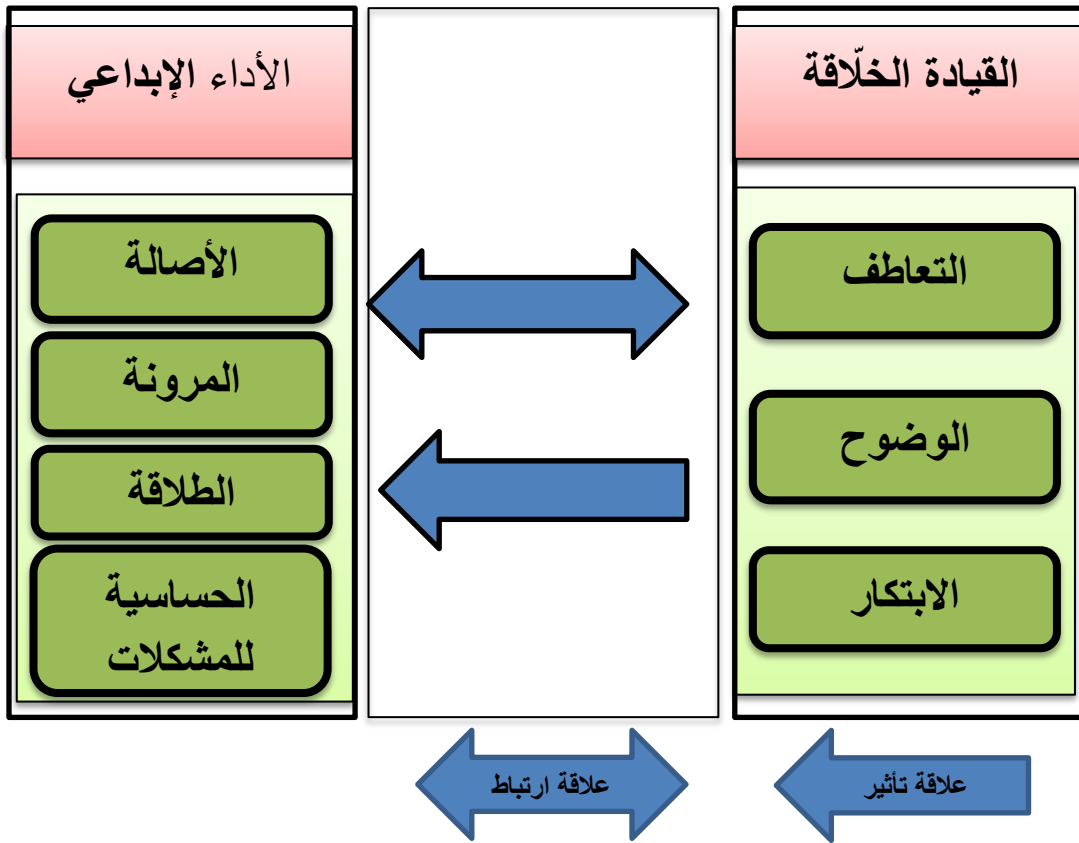 القيادة الخلّاقة
التعاطف
الوضوح
الابتكار
الأداء الإبداعي
الأصالة
المرونة
الطلاقة
الحساسية
للمشكلات
علاقة تأثير
علاقة ارتباط